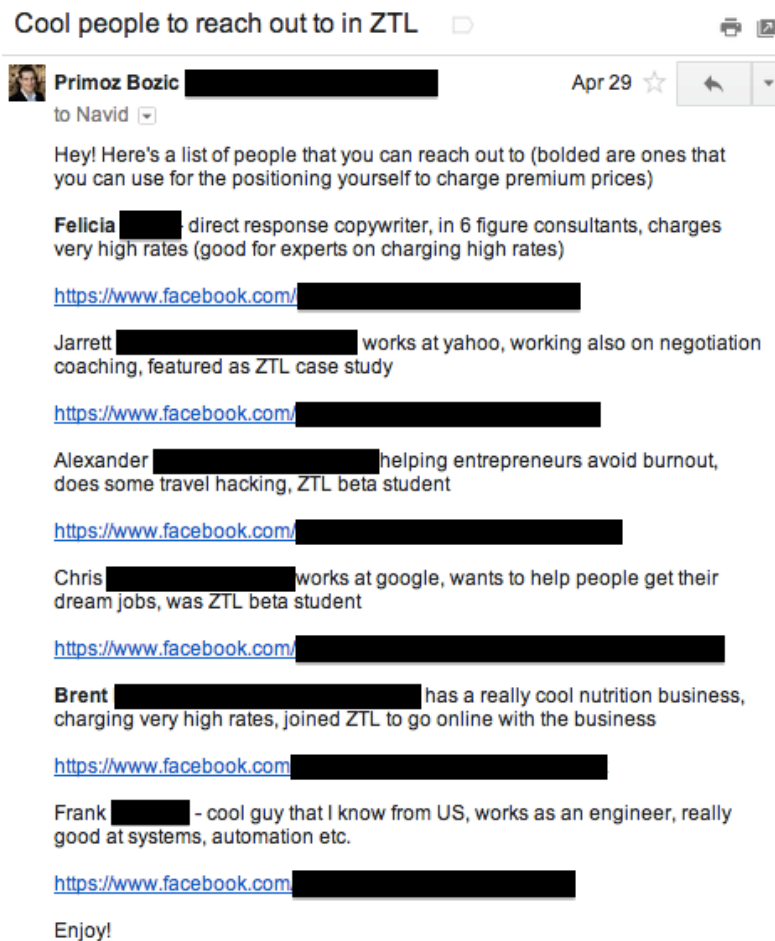 Cool people to reach out to in ZTL
Primoz Bozic
Apr 29
to Navid
Hey! Here's a list of people that you can reach out to (bolded are ones that
you can use for the positioning yourself to charge premium prices)
Felicia - direct response copywriter, in 6 figure consultants, charges
very high rates (good for experts on charging high rates)
https://www.facebook.com/
Jarrett works at yahoo, working also on negotiation
coaching, featured as ZTL case study
https://www.facebook.com/
Alexander helping entrepreneurs avoid burnout,
does some travel hacking, ZTL beta student
https://www.facebook.com/
Chris works at google, wants to help people get their
dream jobs, was ZTL beta student
https://www.facebook.com/
Brent has a really cool nutrition business,
charging very high rates, joined ZTL to go online with the business
https://www.facebook.com
Frank - cool guy that I know from US, works as an engineer, really
good at systems, automation etc.
https://www.facebook.com
Enjoy!